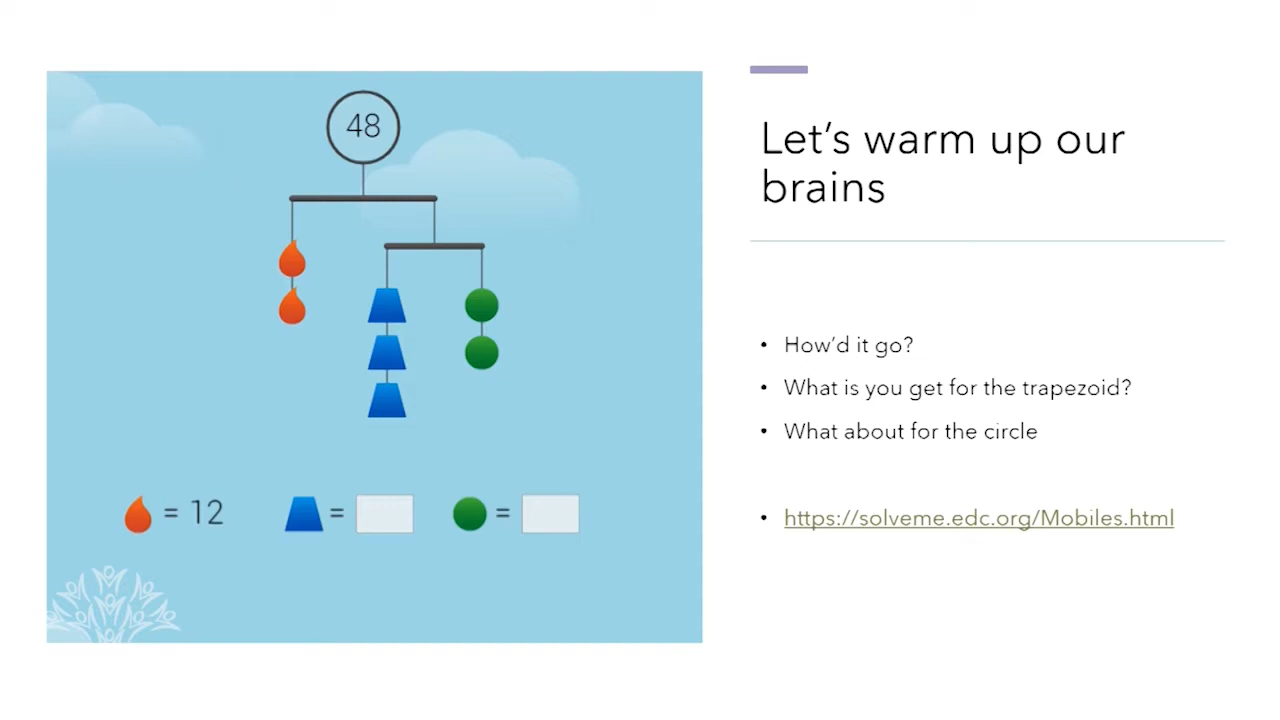 48
= 12
=
=
Let's warm up our
brains
• How'd it go?
• What is you get for the trapezoid?
• What about for the circle
• https://solveme.edc.org/Mobiles.html